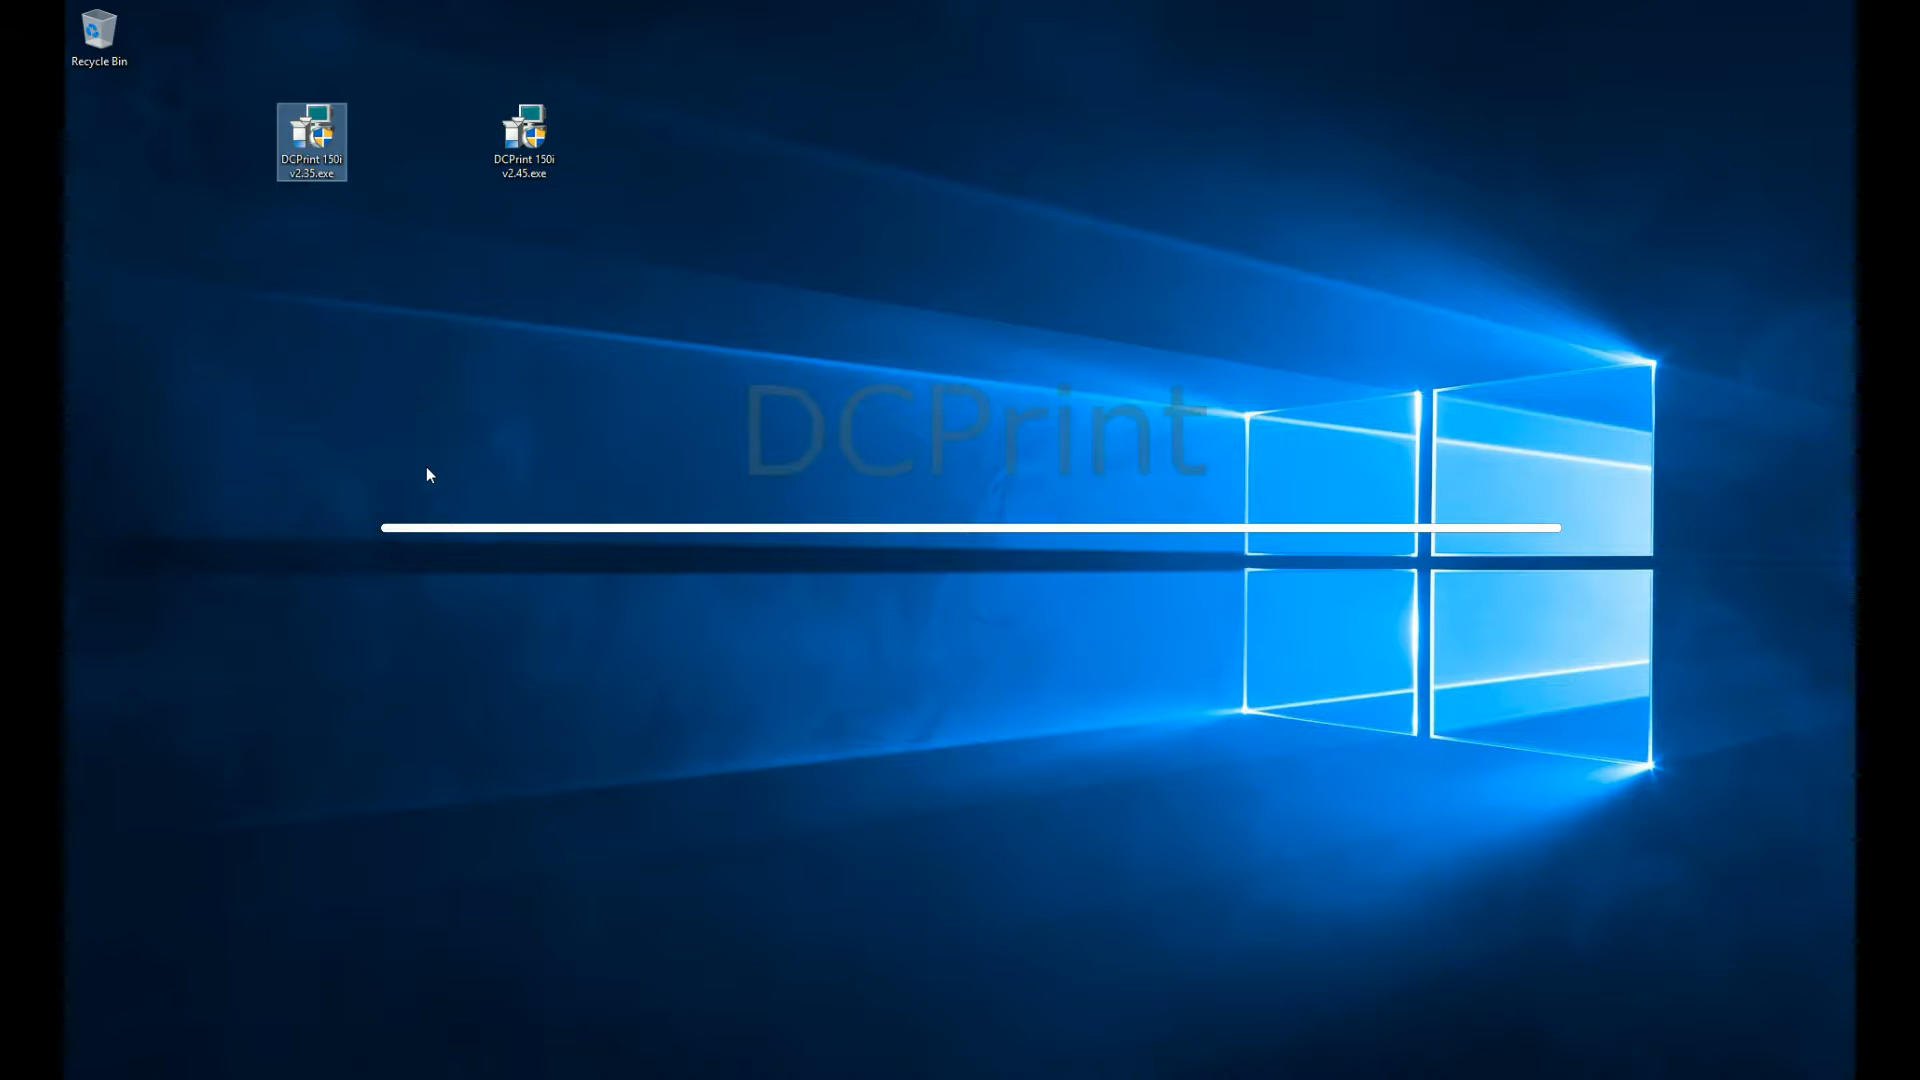 Recycle Bin
DCPrint 150i
v2.35.exe
DCPrint 150i
v2.45.exe
DCPrint